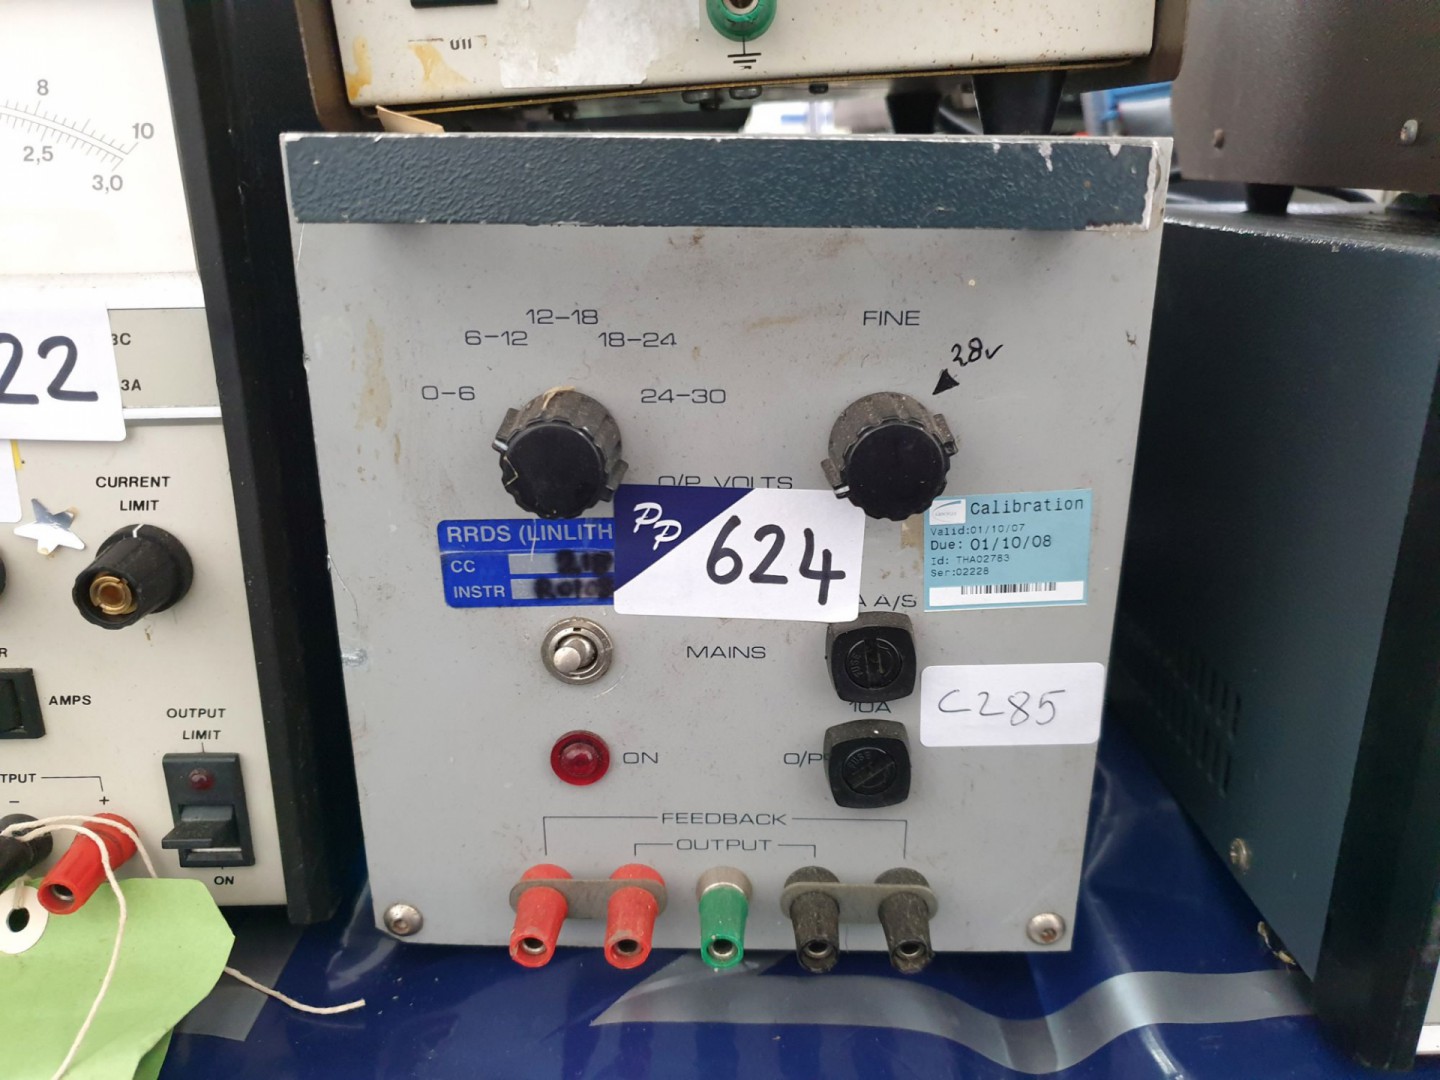 8
10
2,5
3,0
3C
22
3A
CURRENT
LIMIT
AMPS
OUTPUT
LIMIT
+
-
ON
12-18
6-12
18-24
0-6
24-30
FINE
28v
O/P VOLTS
RRDS (LINLITH
CC
INSTR
PP
624
Calibration
Valid:01/10/07
Due: 01/10/08
Id: THA02763
Ser:02228
A A/S
MAINS
C285
10A
ON
O/P
FEEDBACK
OUTPUT